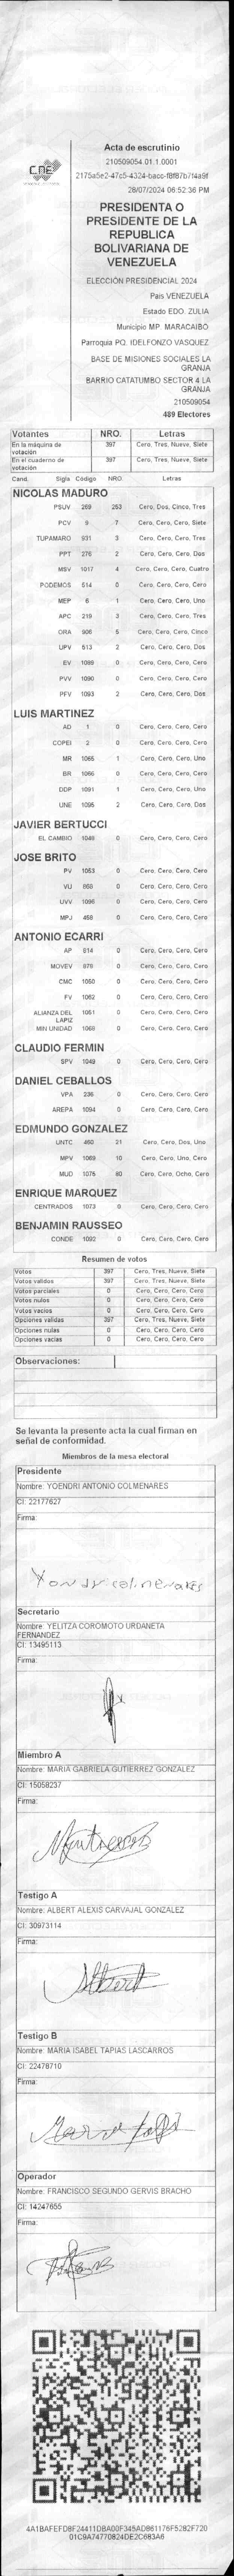 CNE
Acta de escrutinio
210509054.01.1.0001
28/07/2024 06:52:36 PM
PRESIDENTA O
PRESIDENTE DE LA
REPUBLICA
BOLIVARIANA DE
VENEZUELA
ELECCIÓN PRESIDENCIAL 2024
País VENEZUELA
Estado EDO. ZULIA
Municipio MP. MARACAIBO
Parroquia PQ. IDELFONZO VASQUEZ
BASE DE MISIONES SOCIALES LA
GRANJA
BARRIO CATATUMBO SECTOR 4 LA
GRANJA
210509054
489 Electores
Votantes NRO. Letras
En la máquina de votación 397 Cero, Tres, Nueve, Siete
En el cuaderno de votación 397 Cero, Tres, Nueve, Siete
Cand. Sigla Código NRO. Letras
NICOLAS MADURO
PSUV 269 253 Cero, Dos, Cinco, Tres
PCV 9 7 Cero, Cero, Cero, Siete
TUPAMARO 931 3 Cero, Cero, Cero, Tres
PPT 276 2 Cero, Cero, Cero, Dos
MSV 1017 4 Cero, Cero, Cero, Cuatro
PODEMOS 514 0 Cero, Cero, Cero, Cero
MEP 6 1 Cero, Cero, Cero, Uno
APC 219 3 Cero, Cero, Cero, Tres
ORA 906 5 Cero, Cero, Cero, Cinco
UPV 513 2 Cero, Cero, Cero, Dos
EV 1089 0 Cero, Cero, Cero, Cero
PVV 1090 0 Cero, Cero, Cero, Cero
PFV 1093 2 Cero, Cero, Cero, Dos
LUIS MARTINEZ
AD 1 0 Cero, Cero, Cero, Cero
COPEI 2 0 Cero, Cero, Cero, Cero
MR 1065 1 Cero, Cero, Cero, Uno
BR 1066 0 Cero, Cero, Cero, Cero
DDP 1091 1 Cero, Cero, Cero, Uno
UNE 1095 2 Cero, Cero, Cero, Dos
JAVIER BERTUCCI
EL CAMBIO 1048 0 Cero, Cero, Cero, Cero
JOSE BRITO
PV 1053 0 Cero, Cero, Cero, Cero
VU 668 0 Cero, Cero, Cero, Cero
UVV 1096 0 Cero, Cero, Cero, Cero
MPJ 458 0 Cero, Cero, Cero, Cero
ANTONIO ECARRI
AP 614 0 Cero, Cero, Cero, Cero
MOVEV 979 0 Cero, Cero, Cero, Cero
CMC 1050 0 Cero, Cero, Cero, Cero
FV 1062 0 Cero, Cero, Cero, Cero
ALIANZA DEL LAPIZ 1051 0 Cero, Cero, Cero, Cero
MIN UNIDAD 1068 0 Cero, Cero, Cero, Cero
CLAUDIO FERMIN
SPV 1049 0 Cero, Cero, Cero, Cero
DANIEL CEBALLOS
VPA 236 0 Cero, Cero, Cero, Cero
AREPA 1094 0 Cero, Cero, Cero, Cero
EDMUNDO GONZALEZ
UNTC 460 21 Cero, Cero, Dos, Uno
MPV 1069 10 Cero, Cero, Uno, Cero
MUD 1075 80 Cero, Cero, Ocho, Cero
ENRIQUE MARQUEZ
CENTRADOS 1073 0 Cero, Cero, Cero, Cero
BENJAMIN RAUSSEO
CONDE 1092 0 Cero, Cero, Cero, Cero
Resumen de votos
Votos 397 Cero, Tres, Nueve, Siete
Votos validos 397 Cero, Tres, Nueve, Siete
Votos parciales 0 Cero, Cero, Cero, Cero
Votos nulos 0 Cero, Cero, Cero, Cero
Votos vacios 0 Cero, Cero, Cero, Cero
Opciones validas 397 Cero, Tres, Nueve, Siete
Opciones nulas 0 Cero, Cero, Cero, Cero
Opciones vacias 0 Cero, Cero, Cero, Cero
Observaciones:
Se levanta la presente acta la cual firman en
señal de conformidad.
Miembros de la mesa electoral
Presidente
Nombre: YOENDRI ANTONIO COLMENARES
CI: 22177627
Firma:
Yondry colmenares
Secretario
Nombre: YELITZA COROMOTO URDANETA
FERNANDEZ
CI: 13495113
Firma:
Miembro A
Nombre: MARIA GABRIELA GUTIERREZ GONZALEZ
CI: 15058237
Firma:
Testigo A
Nombre: ALBERT ALEXIS CARVAJAL GONZALEZ
CI: 30973114
Firma:
Albert
Testigo B
Nombre: MARIA ISABEL TAPIAS LASCARROS
CI: 22478710
Firma:
Operador
Nombre: FRANCISCO SEGUNDO GERVIS BRACHO
CI: 14247655
Firma: